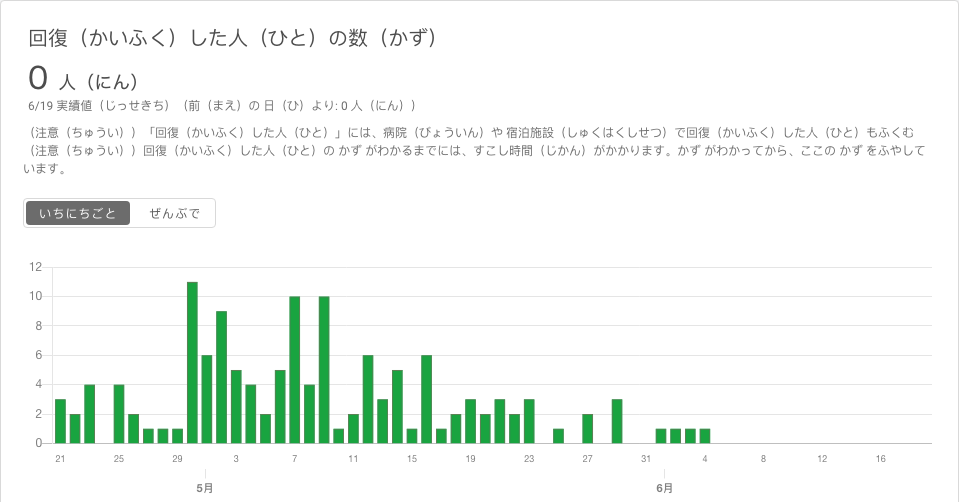 回復（かいふく）した人（ひと）の数（かず）
0 人（にん）
6/19 実績値（じっせきち）（前（まえ）の 日（ひ）より: 0 人（にん））
（注意（ちゅうい））「回復（かいふく）した人（ひと）」には、病院（びょういん）や 宿泊施設（しゅくはくしせつ）で回復（かいふく）した人（ひと）もふくむ
（注意（ちゅうい））回復（かいふく）した人（ひと）の かず がわかるまでには、すこし時間（じかん）がかかります。かず がわかってから、ここの かず をふやして
います。
いちにちごと ぜんぶで
12
10
8
6
4
2
0
21 25 29 3 7 11 15 19 23 27 31 4 8 12 16
5月 6月